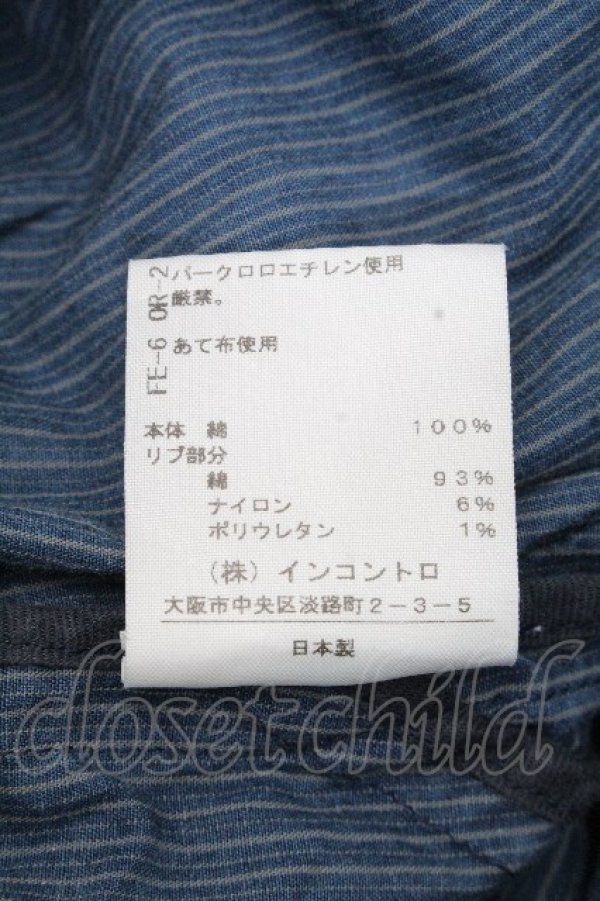 OR-2
パークロロエチレン使用
厳禁。
FE-6
あて布使用
本体 綿 100%
リブ部分
綿 93%
ナイロン 6%
ポリウレタン 1%
(株)インコントロ
大阪市中央区淡路町2-3-5
日本製
closetchild